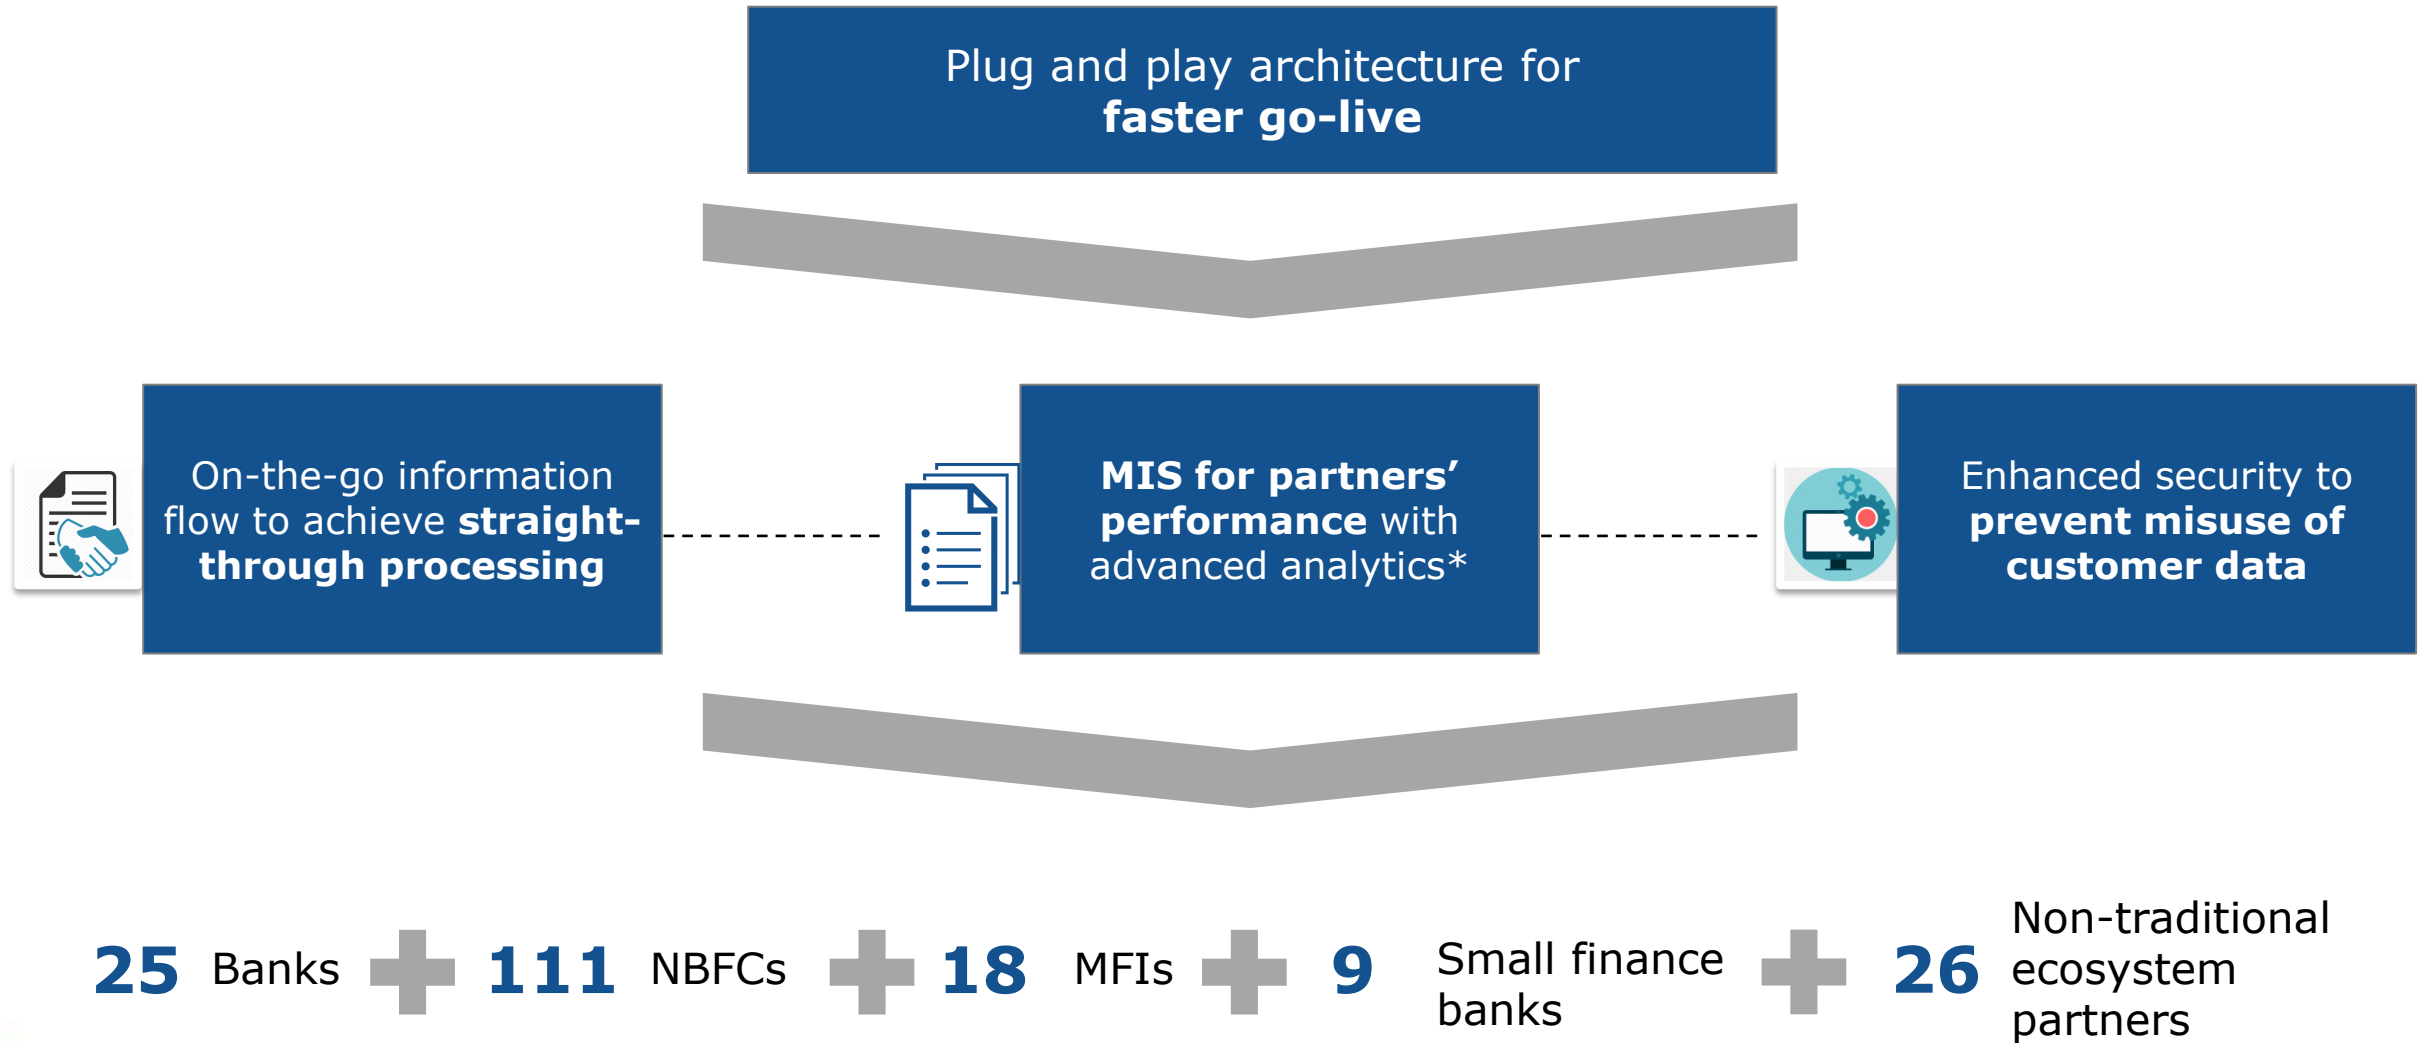 Plug and play architecture for
faster go-live
On-the-go information
flow to achieve straight-
through processing
MIS for partners’
performance with
advanced analytics*
Enhanced security to
prevent misuse of
customer data
25 Banks
111 NBFCs
18 MFIs
9 Small finance
banks
26 Non-traditional
ecosystem
partners